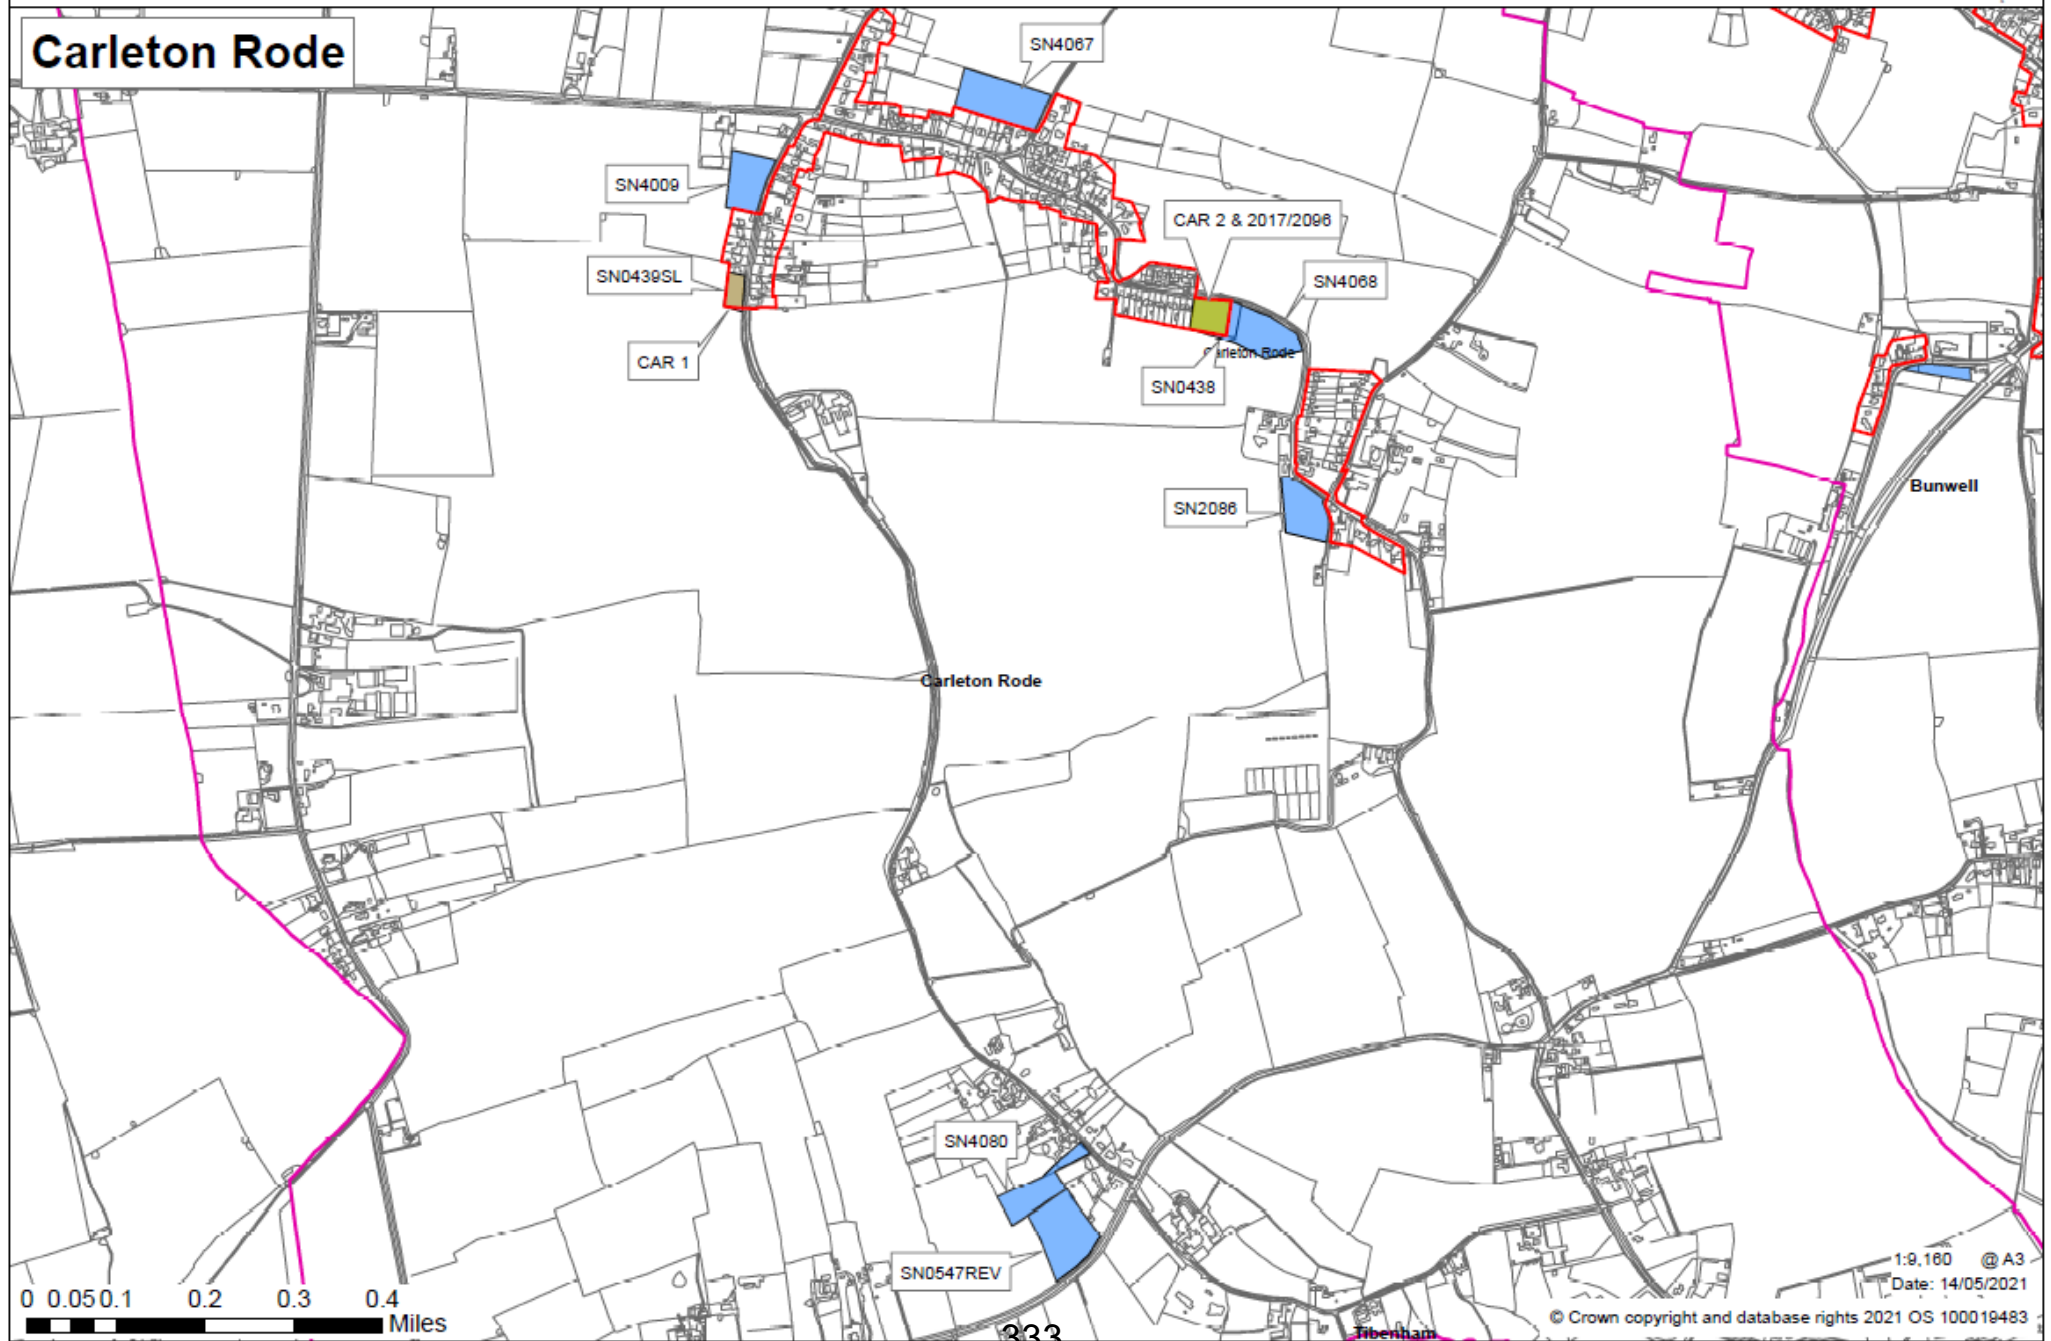 Carleton Rode
SN4067
SN4009
CAR 2 & 2017/2096
SN0439SL
SN4068
Carleton Rode
CAR 1
SN0438
Bunwell
SN2086
Carleton Rode
SN4080
SN0547REV
1:9,160 @ A3
Date: 14/05/2021
0 0.05 0.1 0.2 0.3 0.4
Miles
© Crown copyright and database rights 2021 OS 100019483
333
Tibenham